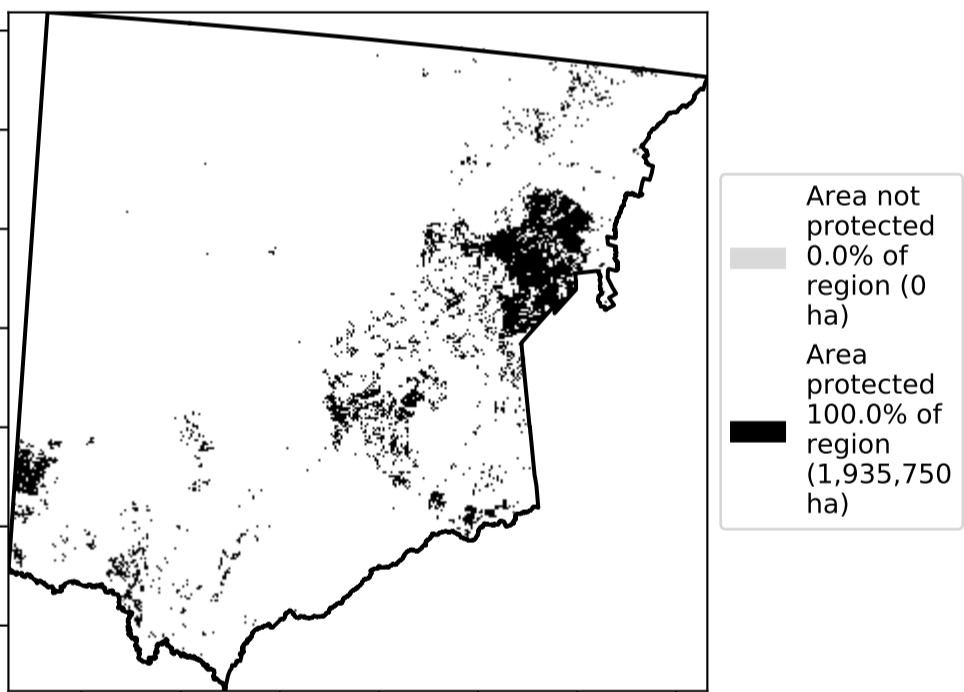 Area not
protected
0.0% of
region (0
ha)
Area
protected
100.0% of
region
(1,935,750
ha)